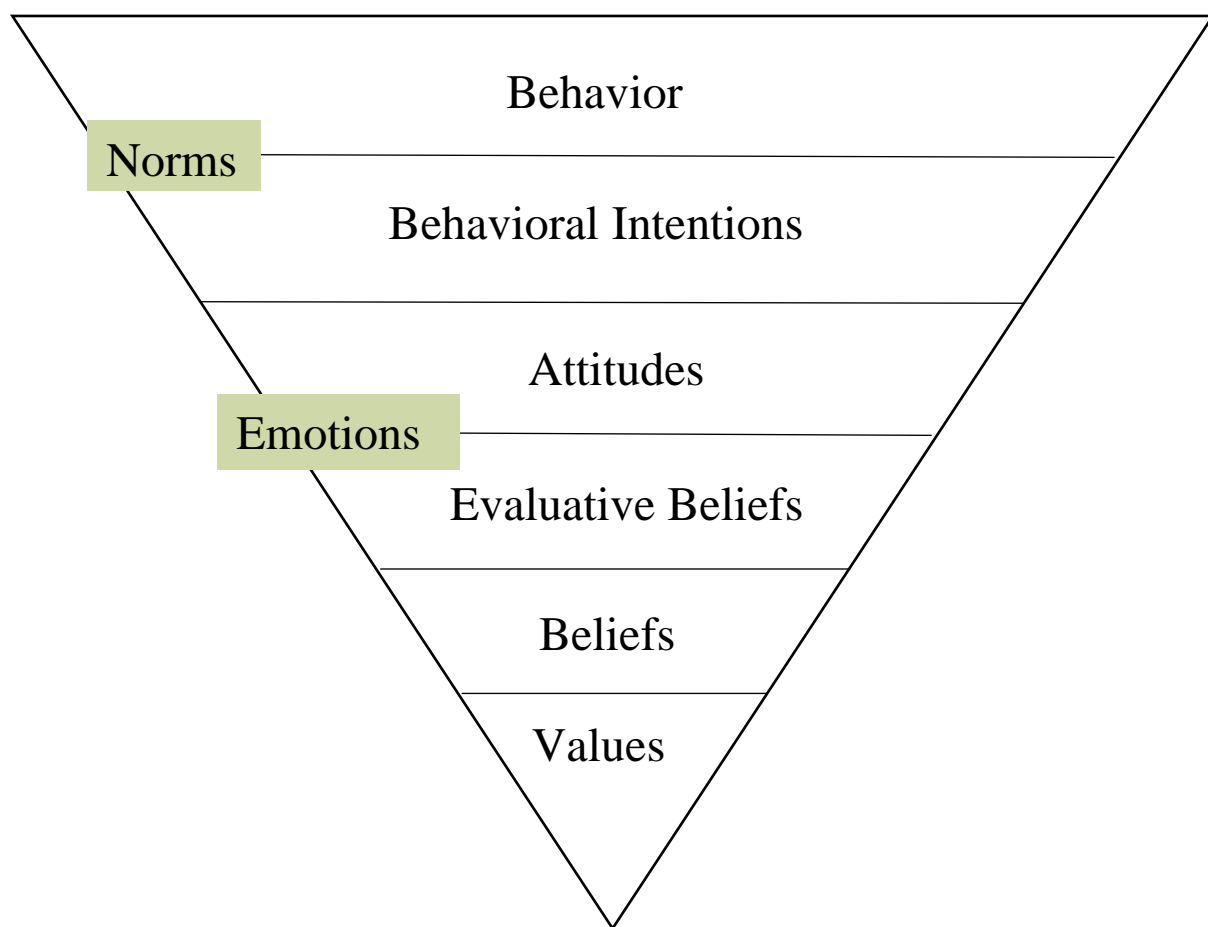 Behavior
Norms
Behavioral Intentions
Attitudes
Emotions
Evaluative Beliefs
Beliefs
Values